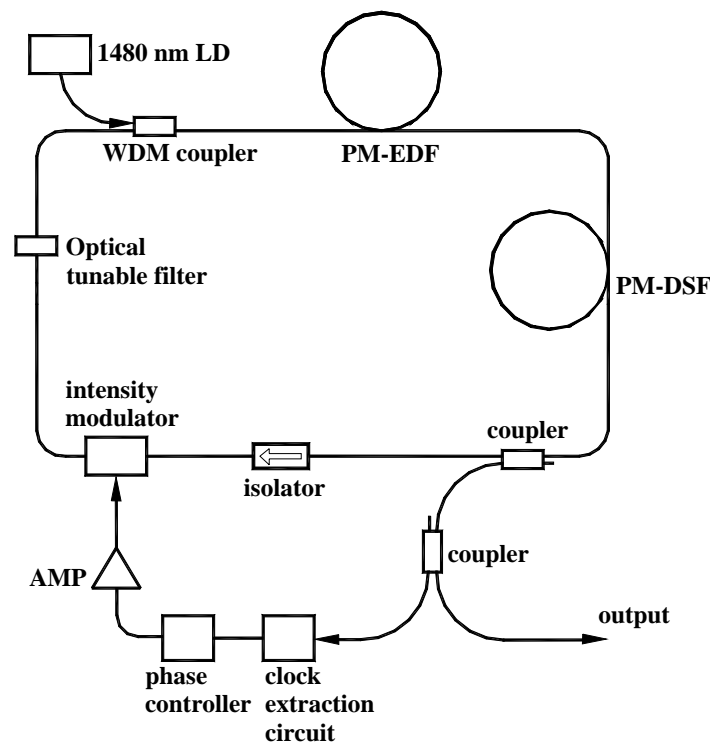 1480 nm LD
WDM coupler
PM-EDF
Optical
tunable filter
PM-DSF
intensity
modulator
coupler
isolator
coupler
AMP
output
phase
controller
clock
extraction
circuit